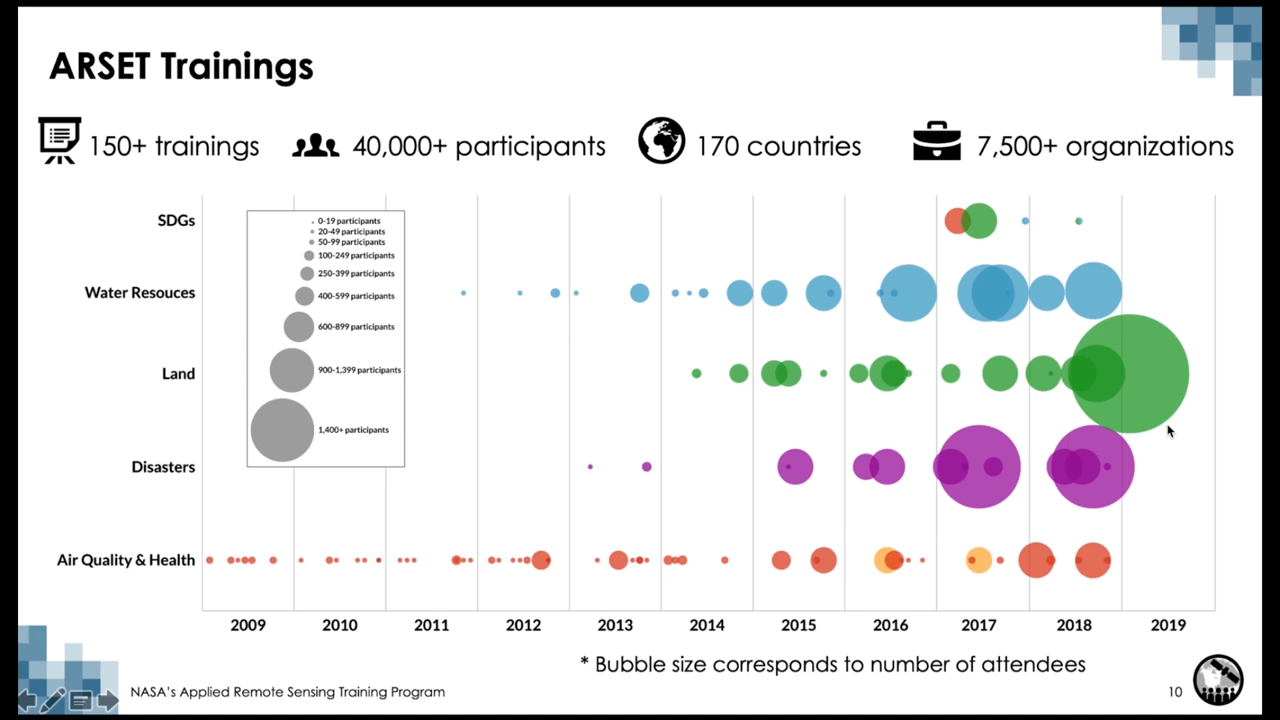 ARSET Trainings
150+ trainings
40,000+ participants
170 countries
7,500+ organizations
SDGs
Water Resouces
Land
Disasters
Air Quality & Health
0-19 participants
20-49 participants
50-99 participants
100-249 participants
250-399 participants
400-599 participants
600-899 participants
900-1,399 participants
1,400+ participants
2009
2010
2011
2012
2013
2014
2015
2016
2017
2018
2019
* Bubble size corresponds to number of attendees
NASA's Applied Remote Sensing Training Program
10